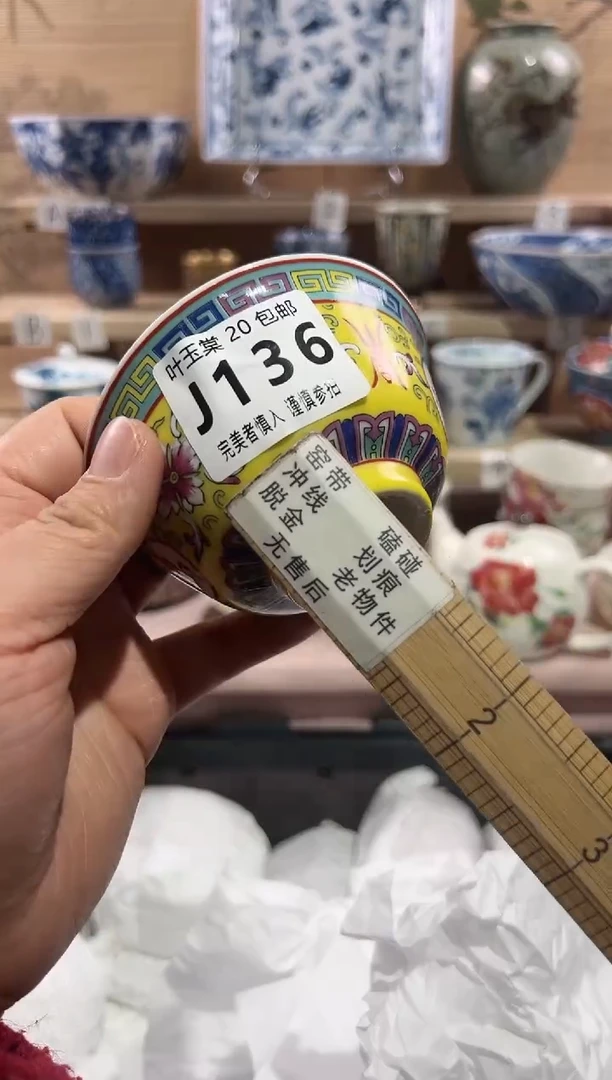 叶玉棠 20 包邮
J136
完美者慎入 谨慎参拍
窑带
冲线 磕碰
脱金 划痕
无售后 老物件
2
3